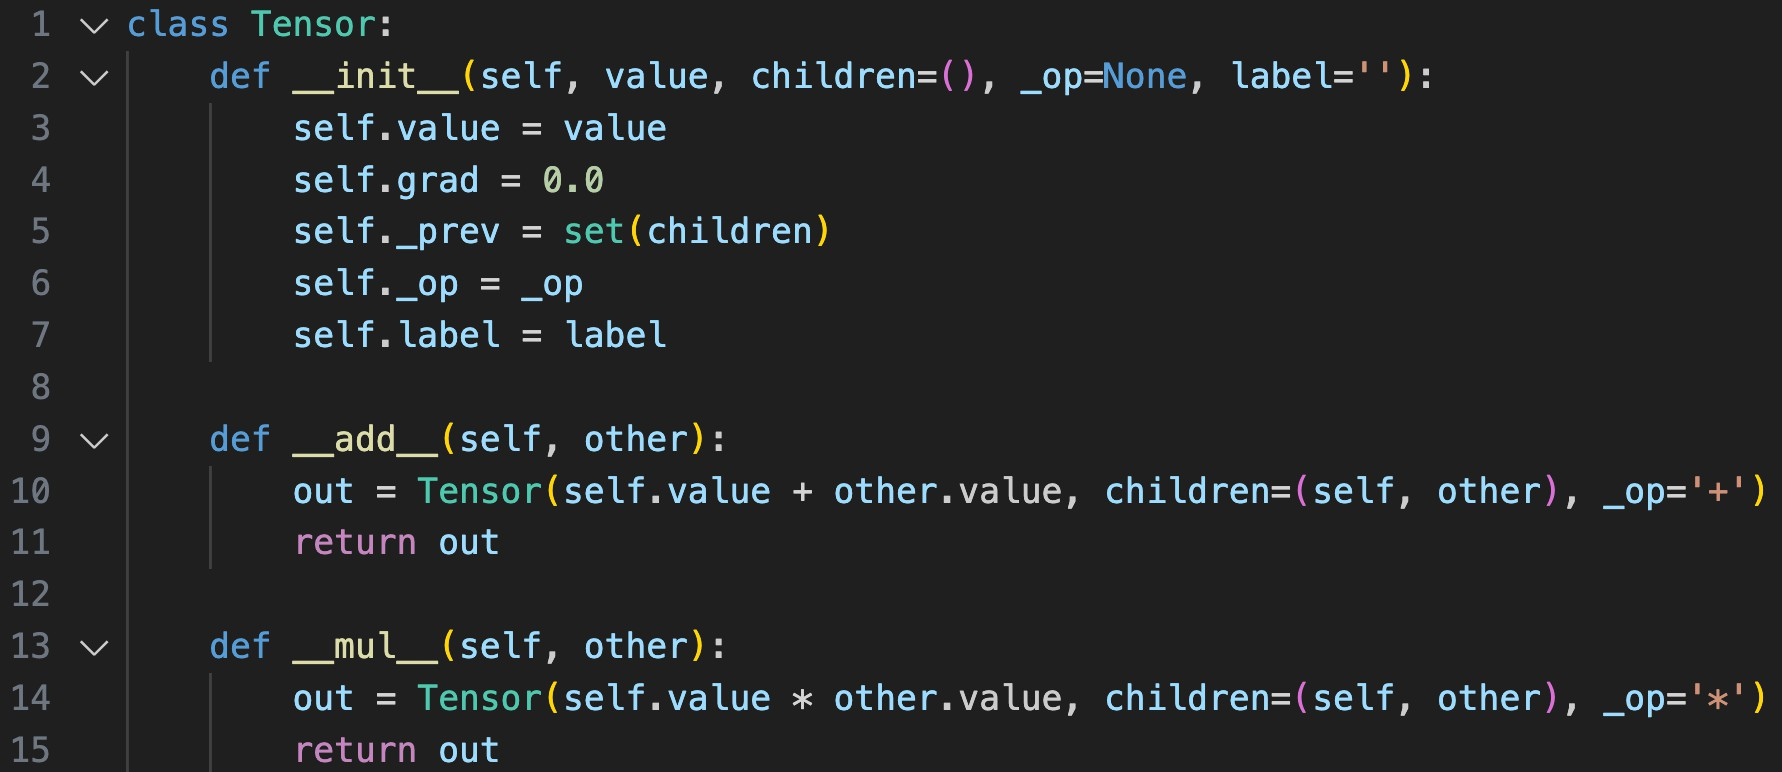 1 class Tensor:
2     def __init__(self, value, children=(), _op=None, label=''):
3         self.value = value
4         self.grad = 0.0
5         self._prev = set(children)
6         self._op = _op
7         self.label = label
8
9     def __add__(self, other):
10         out = Tensor(self.value + other.value, children=(self, other), _op='+')
11         return out
12
13     def __mul__(self, other):
14         out = Tensor(self.value * other.value, children=(self, other), _op='*')
15         return out